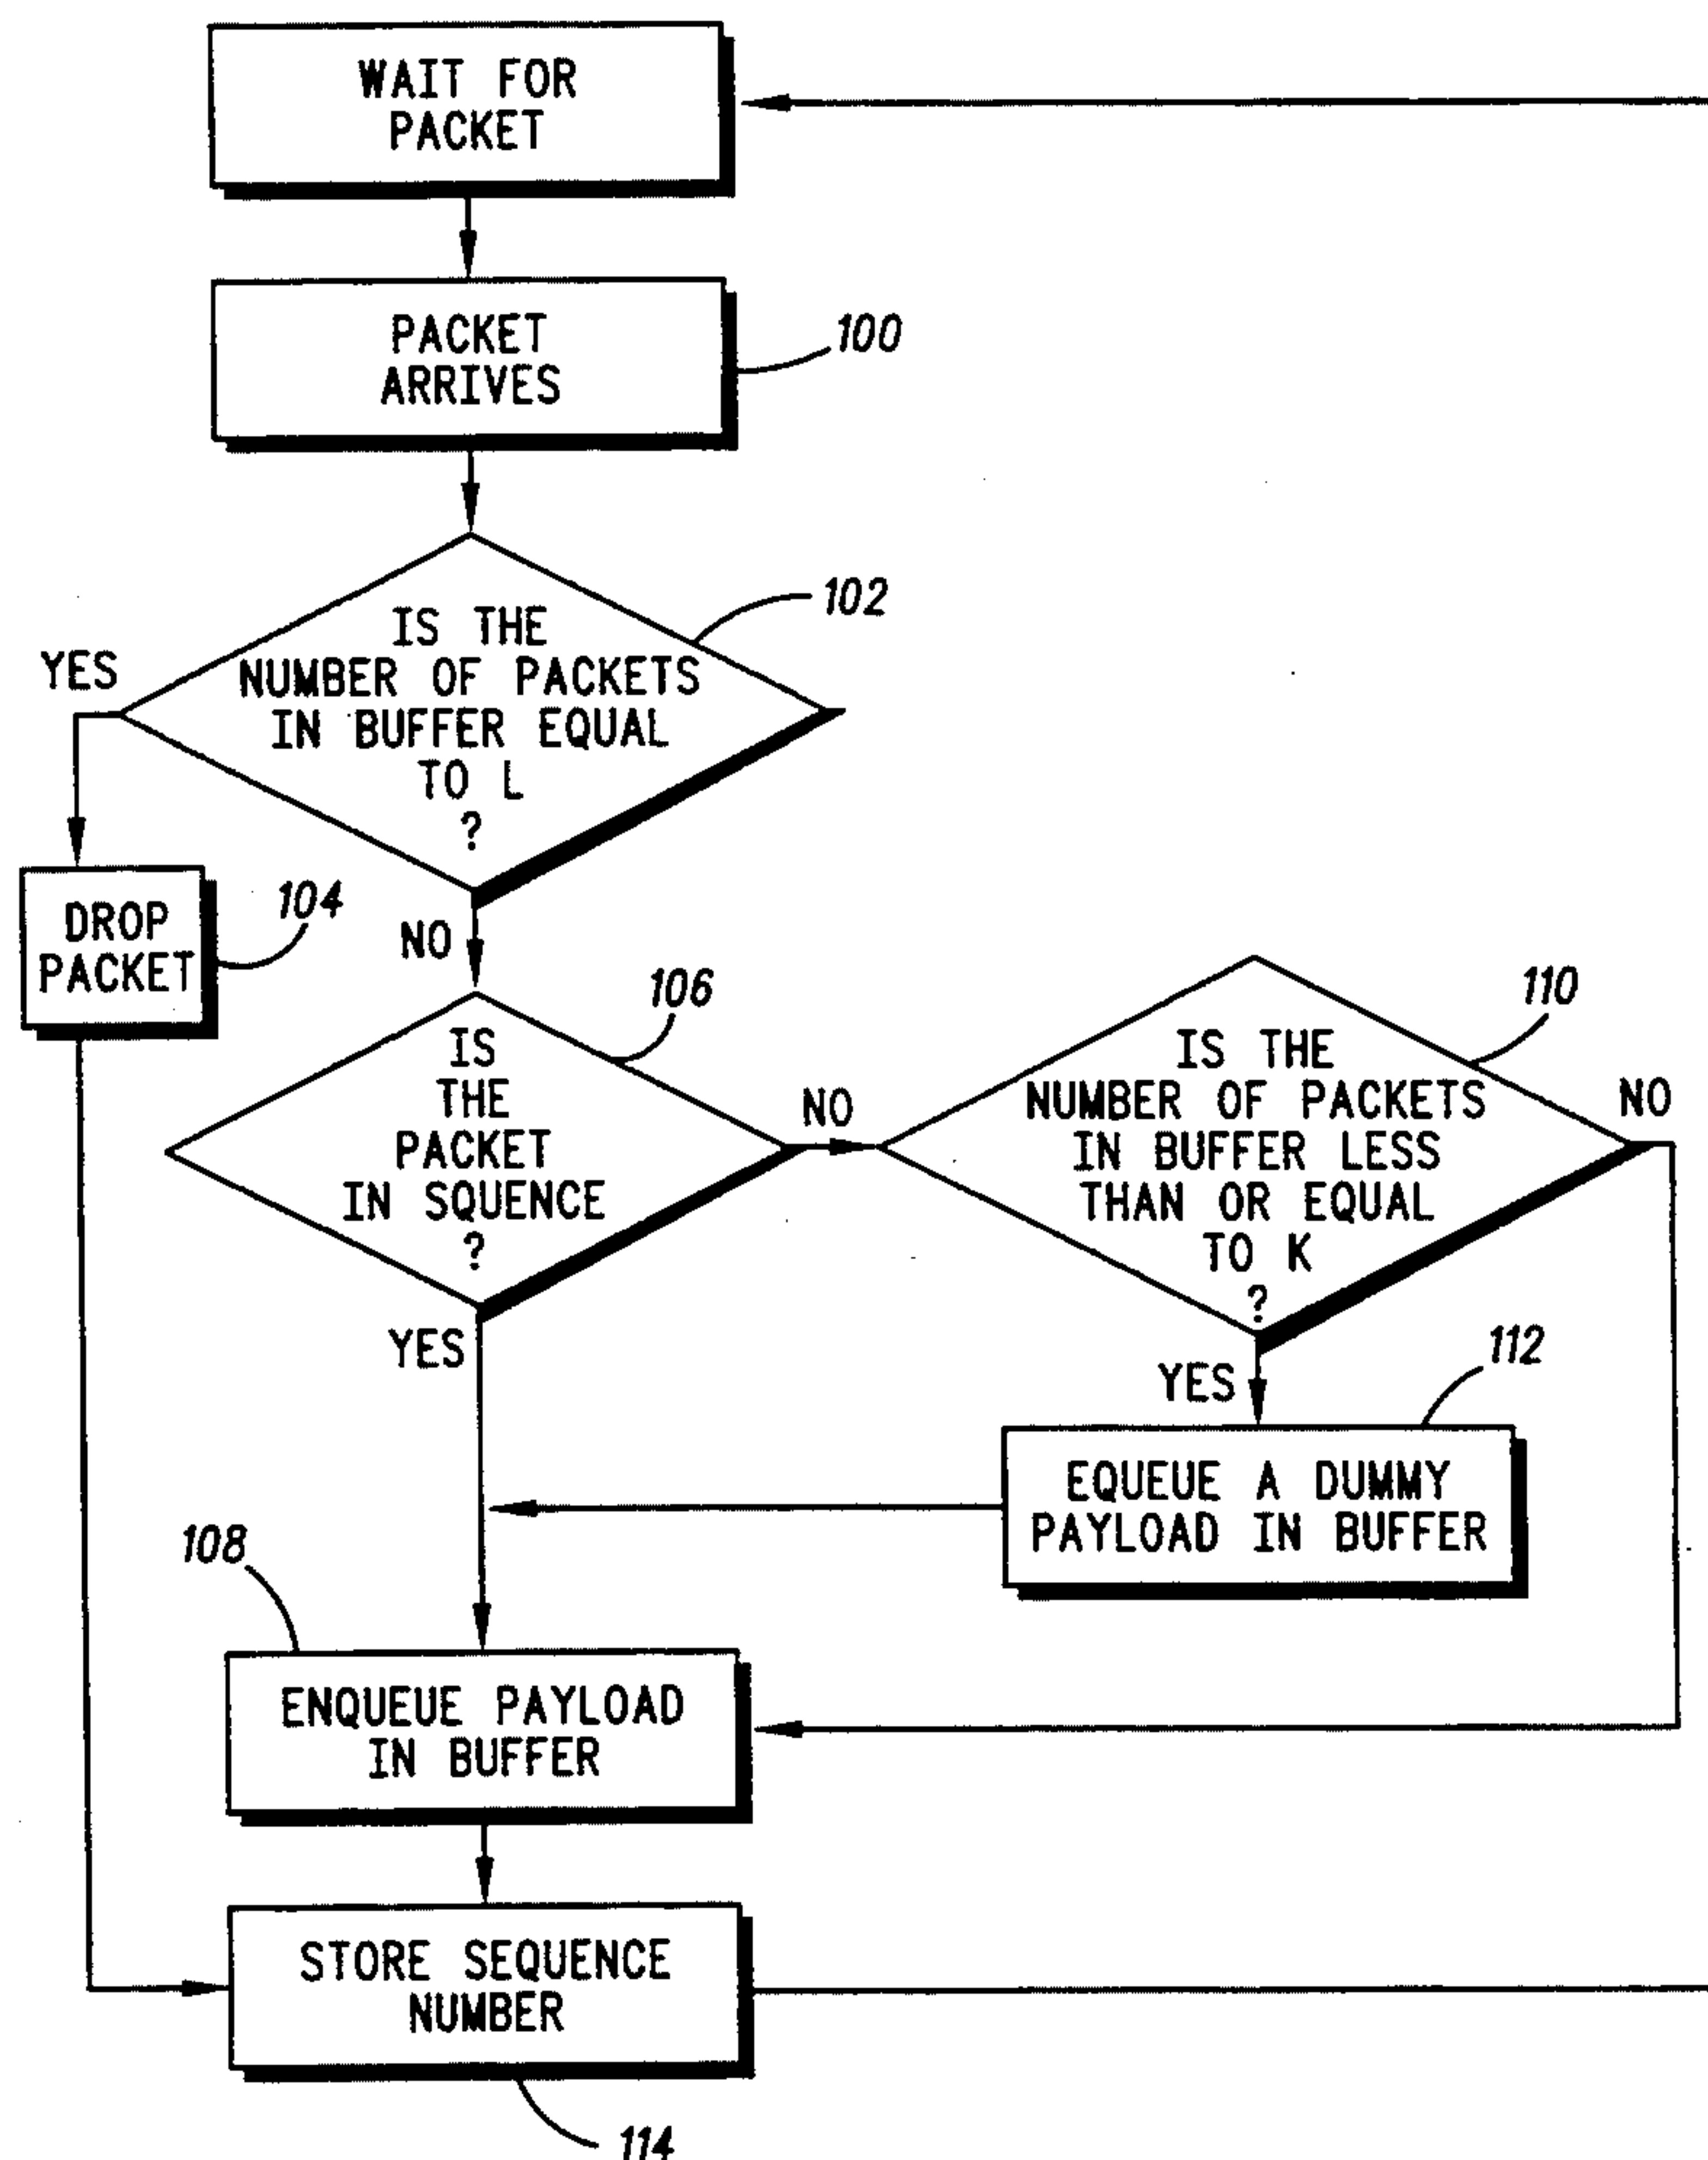 WAIT FOR
PACKET
PACKET
ARRIVES
100
IS THE
NUMBER OF PACKETS
IN BUFFER EQUAL
TO L
?
102
YES
NO
DROP
PACKET
104
IS
THE
PACKET
IN SQUENCE
?
106
NO
YES
IS THE
NUMBER OF PACKETS
IN BUFFER LESS
THAN OR EQUAL
TO K
?
110
NO
YES
EQUEUE A DUMMY
PAYLOAD IN BUFFER
112
108
ENQUEUE PAYLOAD
IN BUFFER
STORE SEQUENCE
NUMBER
114